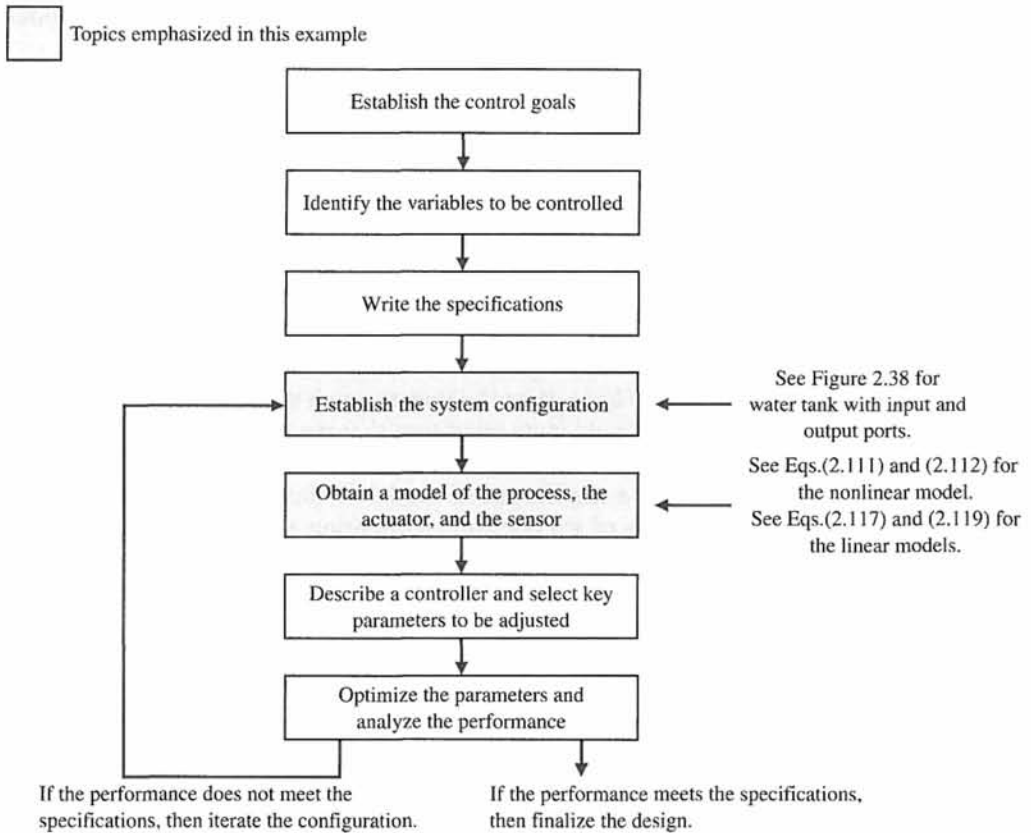 Topics emphasized in this example
Establish the control goals
Identify the variables to be controlled
Write the specifications
Establish the system configuration
See Figure 2.38 for
water tank with input and
output ports.
Obtain a model of the process, the
actuator, and the sensor
See Eqs.(2.111) and (2.112) for
the nonlinear model.
See Eqs.(2.117) and (2.119) for
the linear models.
Describe a controller and select key
parameters to be adjusted
Optimize the parameters and
analyze the performance
If the performance does not meet the
specifications, then iterate the configuration.
If the performance meets the specifications,
then finalize the design.